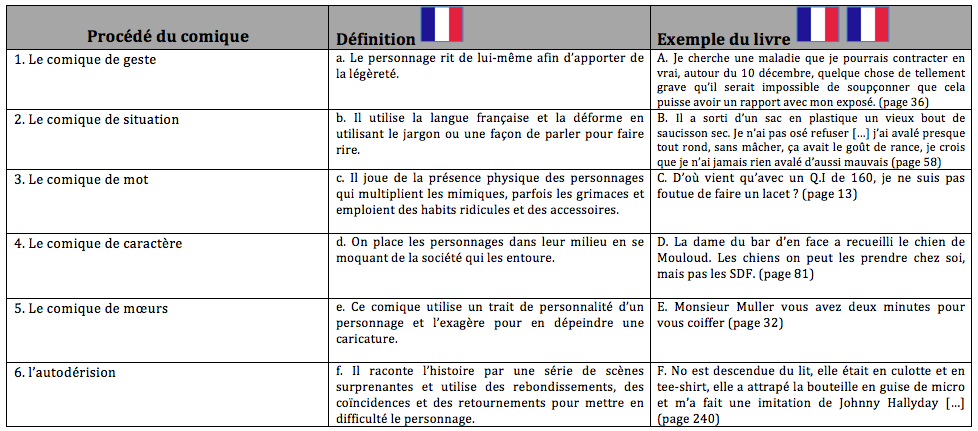 Procédé du comique
Définition
Exemple du livre
1. Le comique de geste
a. Le personnage rit de lui-même afin d'apporter de
la légèreté.
A. Je cherche une maladie que je pourrais contracter en
vrai, autour du 10 décembre, quelque chose de tellement
grave qu'il serait impossible de soupçonner que cela
puisse avoir un rapport avec mon exposé. (page 36)
2. Le comique de situation
b. Il utilise la langue française et la déforme en
utilisant le jargon ou une façon de parler pour faire
rire.
B. Il a sorti d'un sac en plastique un vieux bout de
saucisson sec. Je n'ai pas osé refuser […] j'ai avalé presque
tout rond, sans mâcher, ça avait le goût de rance, je crois
que je n'ai jamais rien avalé d'aussi mauvais (page 58)
3. Le comique de mot
c. Il joue de la présence physique des personnages
qui multiplient les mimiques, parfois les grimaces et
emploient des habits ridicules et des accessoires.
C. D'où vient qu'avec un Q.I de 160, je ne suis pas
foutue de faire un lacet ? (page 13)
4. Le comique de caractère
d. On place les personnages dans leur milieu en se
moquant de la société qui les entoure.
D. La dame du bar d'en face a recueilli le chien de
Mouloud. Les chiens on peut les prendre chez soi,
mais pas les SDF. (page 81)
5. Le comique de mœurs
e. Ce comique utilise un trait de personnalité d'un
personnage et l'exagère pour en dépeindre une
caricature.
E. Monsieur Muller vous avez deux minutes pour
vous coiffer (page 32)
6. l'autodérision
f. Il raconte l'histoire par une série de scènes
surprenantes et utilise des rebondissements, des
coïncidences et des retournements pour mettre en
difficulté le personnage.
F. No est descendue du lit, elle était en culotte et en
tee-shirt, elle a attrapé la bouteille en guise de micro
et m'a fait une imitation de Johnny Hallyday […]
(page 240)